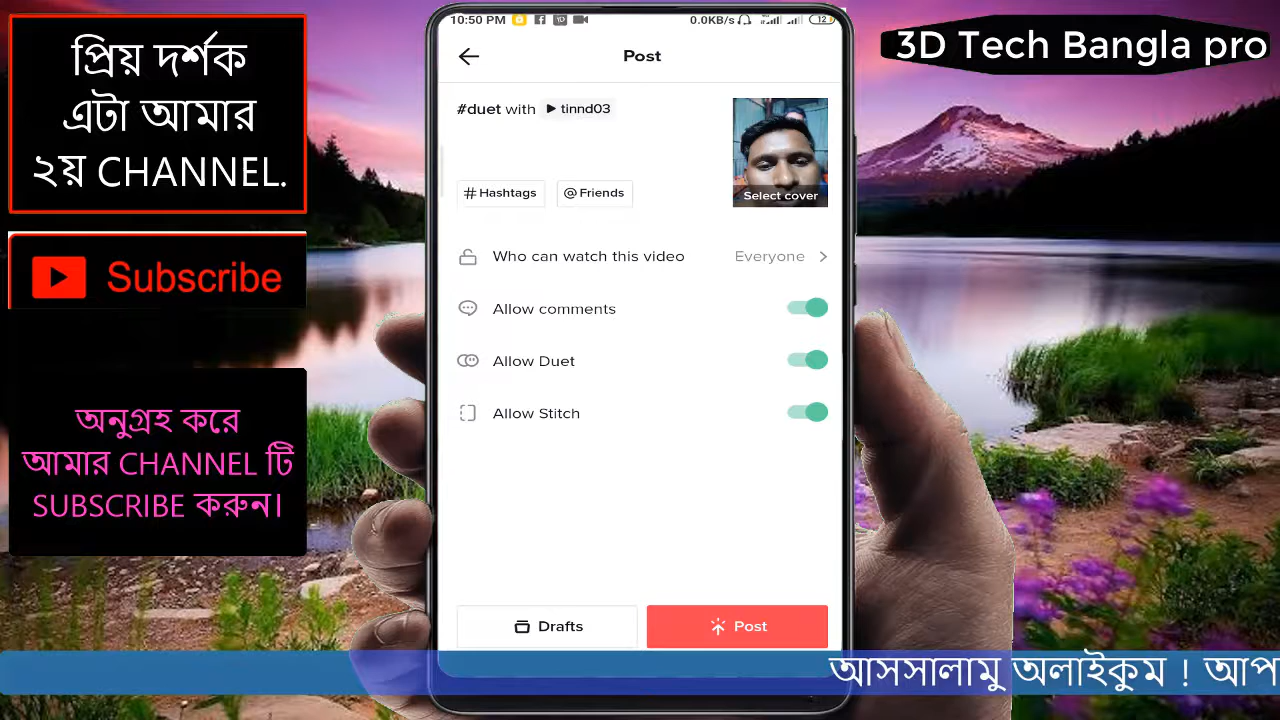 প্রিয় দর্শক
এটা আমার
২য় CHANNEL.
Subscribe
অনুগ্রহ করে
আমার CHANNEL টি
SUBSCRIBE করুন।
10:50 PM 0.0KB/s 12
Post
#duet with tinnd03
Select cover
# Hashtags @ Friends
Who can watch this video Everyone
Allow comments
Allow Duet
Allow Stitch
Drafts Post
3D Tech Bangla pro
আসসালামু অলাইকুম ! আপ